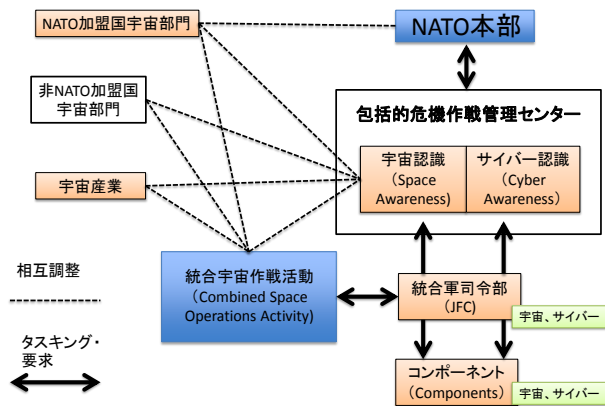 NATO加盟国宇宙部門
NATO本部
非NATO加盟国
宇宙部門
包括的危機作戦管理センター
宇宙認識
(Space
Awareness)
サイバー認識
(Cyber
Awareness)
宇宙産業
相互調整
統合宇宙作戦活動
(Combined Space
Operations Activity)
統合軍司令部
(JFC)
宇宙、サイバー
タスキング・
要求
コンポーネント
(Components)
宇宙、サイバー